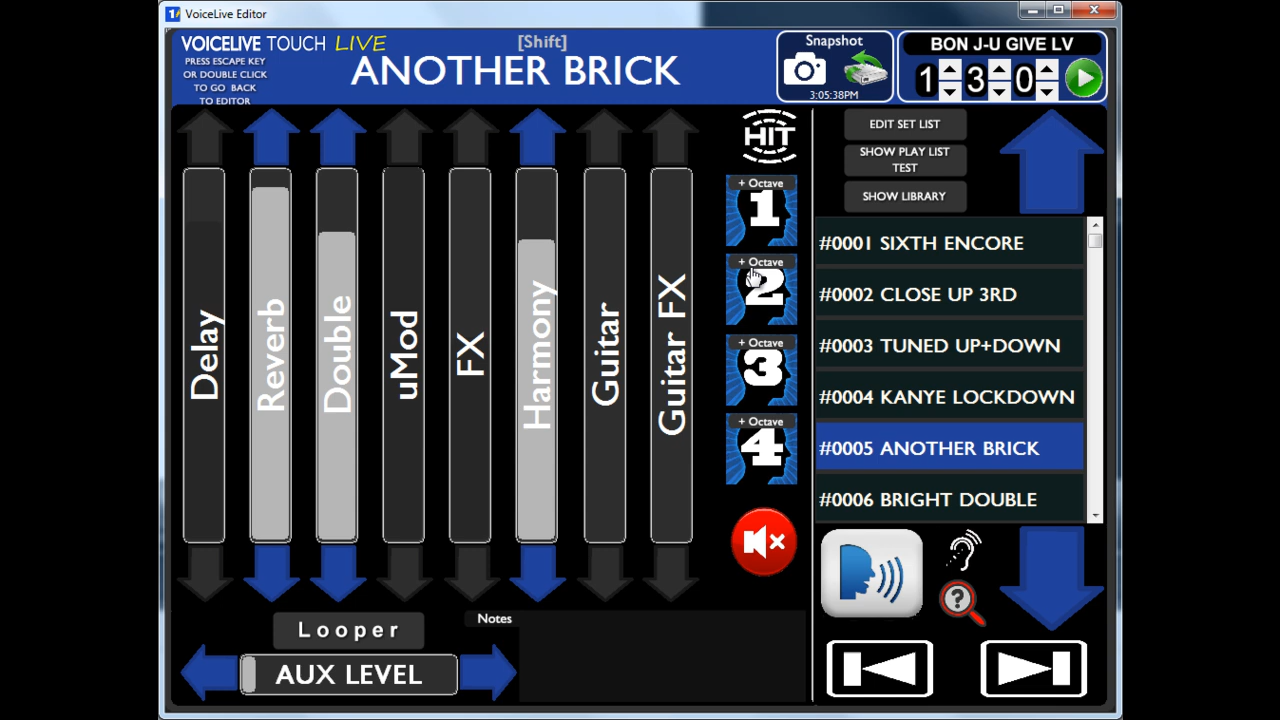 VoiceLive Editor
VOICELIVE TOUCH LIVE
PRESS ESCAPE KEY
OR DOUBLE CLICK
TO GO BACK
TO EDITOR
[Shift]
ANOTHER BRICK
Snapshot
3:05:38PM
BON J-U GIVE LV
1 3 0
Delay
Reverb
Double
uMod
FX
Harmony
Guitar
Guitar FX
HIT
+ Octave
1
+ Octave
2
+ Octave
3
+ Octave
4
EDIT SET LIST
SHOW PLAY LIST
TEST
SHOW LIBRARY
#0001 SIXTH ENCORE
#0002 CLOSE UP 3RD
#0003 TUNED UP+DOWN
#0004 KANYE LOCKDOWN
#0005 ANOTHER BRICK
#0006 BRIGHT DOUBLE
?
Looper
Notes
AUX LEVEL